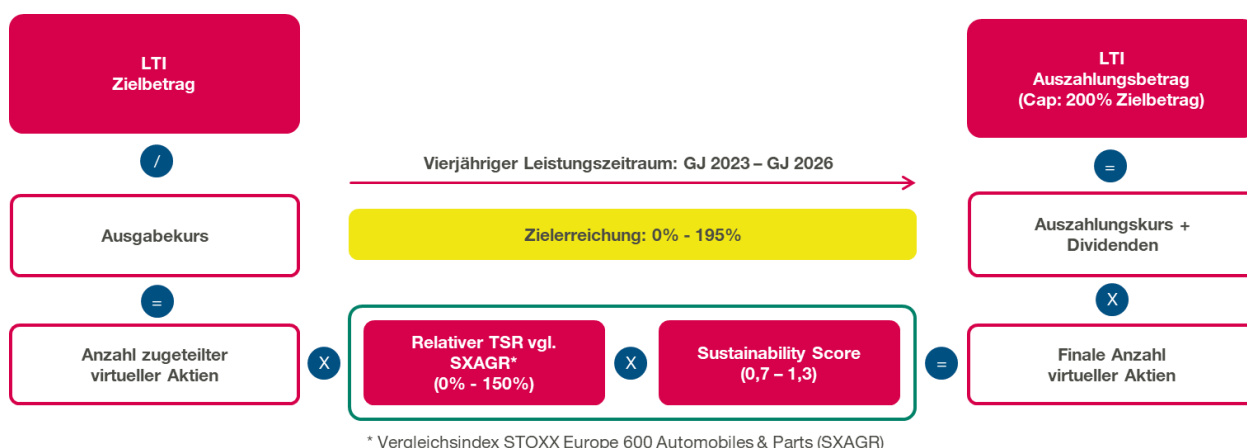 LTI
Zielbetrag
/
Ausgabekurs
=
Anzahl zugeteilter
virtueller Aktien
X
Vierjähriger Leistungszeitraum: GJ 2023 – GJ 2026
Zielerreichung: 0% - 195%
Relativer TSR vgl.
SXAGR*
(0% - 150%)
X
Sustainability Score
(0,7 – 1,3)
=
LTI
Auszahlungsbetrag
(Cap: 200% Zielbetrag)
=
Auszahlungskurs +
Dividenden
X
Finale Anzahl
virtueller Aktien
* Vergleichsindex STOXX Europe 600 Automobiles & Parts (SXAGR)